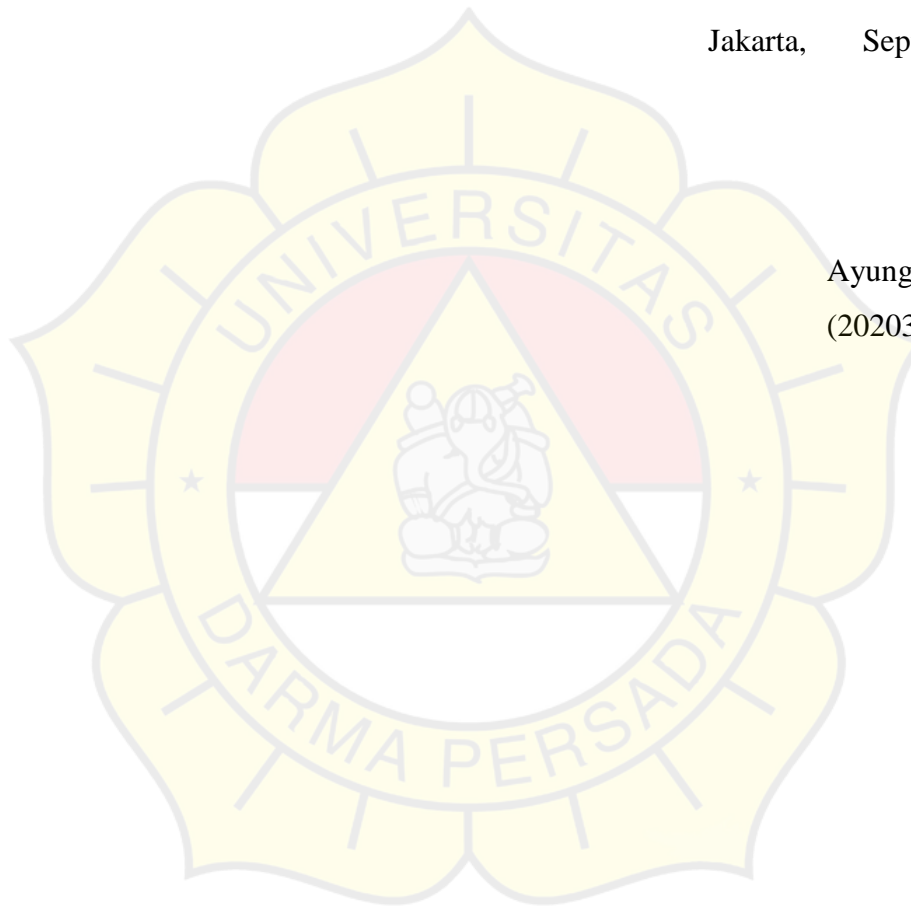 Jakarta, Sep
Ayung
(20203
UNIVERSITAS
DARMA PERSADA